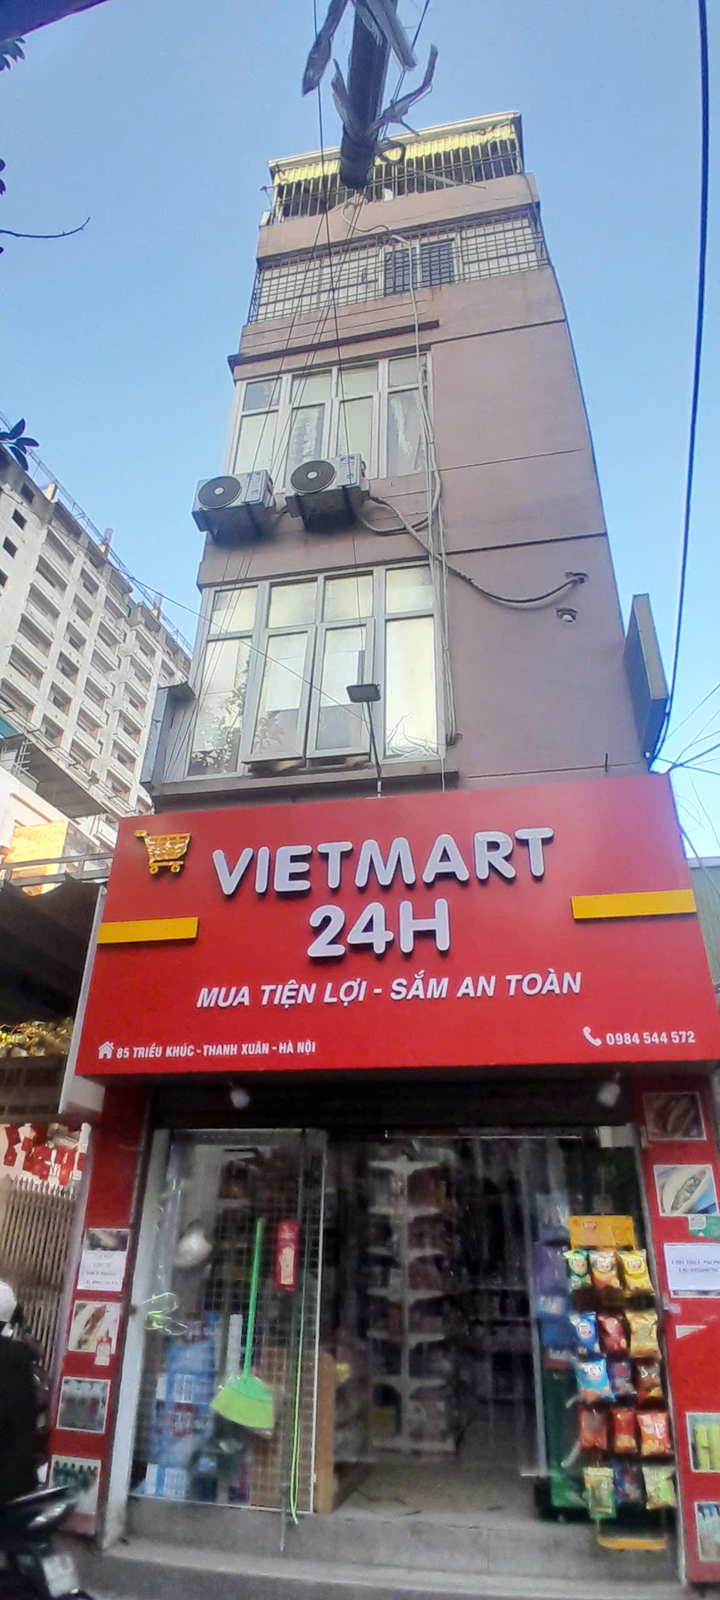 VIETMART
24H
MUA TIỆN LỢI - SẮM AN TOÀN
85 TRIỀU KHÚC - THANH XUÂN - HÀ NỘI
0984 544 572